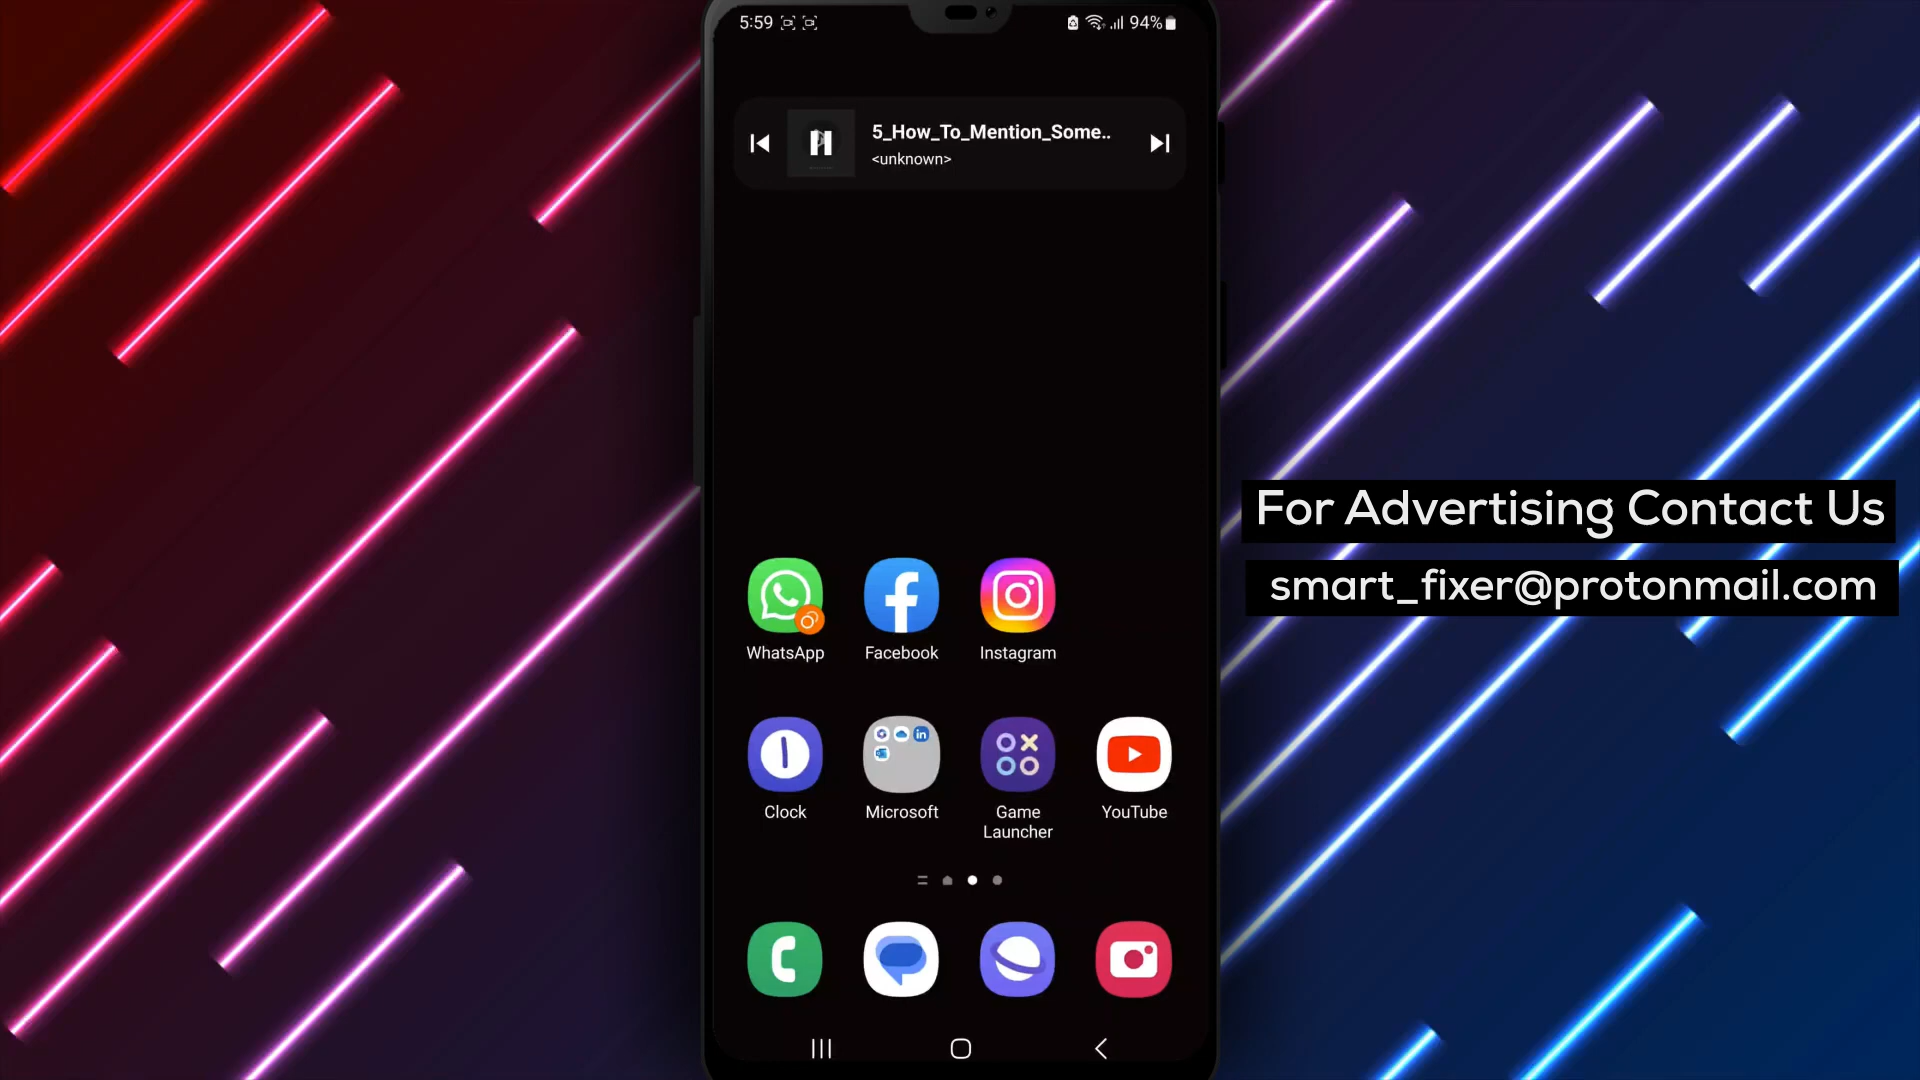 5:59
94%
5_How_To_Mention_Some..
<unknown>
For Advertising Contact Us
smart_fixer@protonmail.com
WhatsApp
Facebook
Instagram
in
Clock
Microsoft
Game
Launcher
YouTube